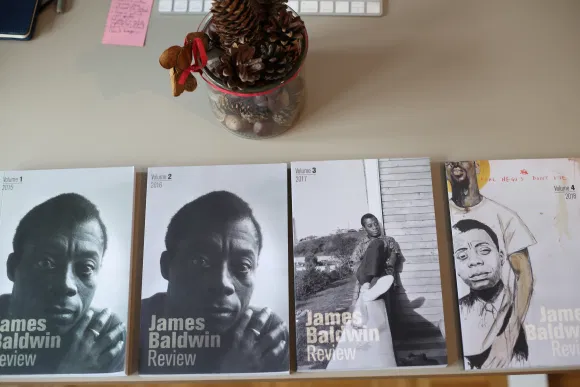 Volume 1
2015
James
Baldwin
Review
Volume 2
2016
James
Baldwin
Review
Volume 3
2017
James
Baldwin
Review
Volume 4
2018
James
Baldwin
Review